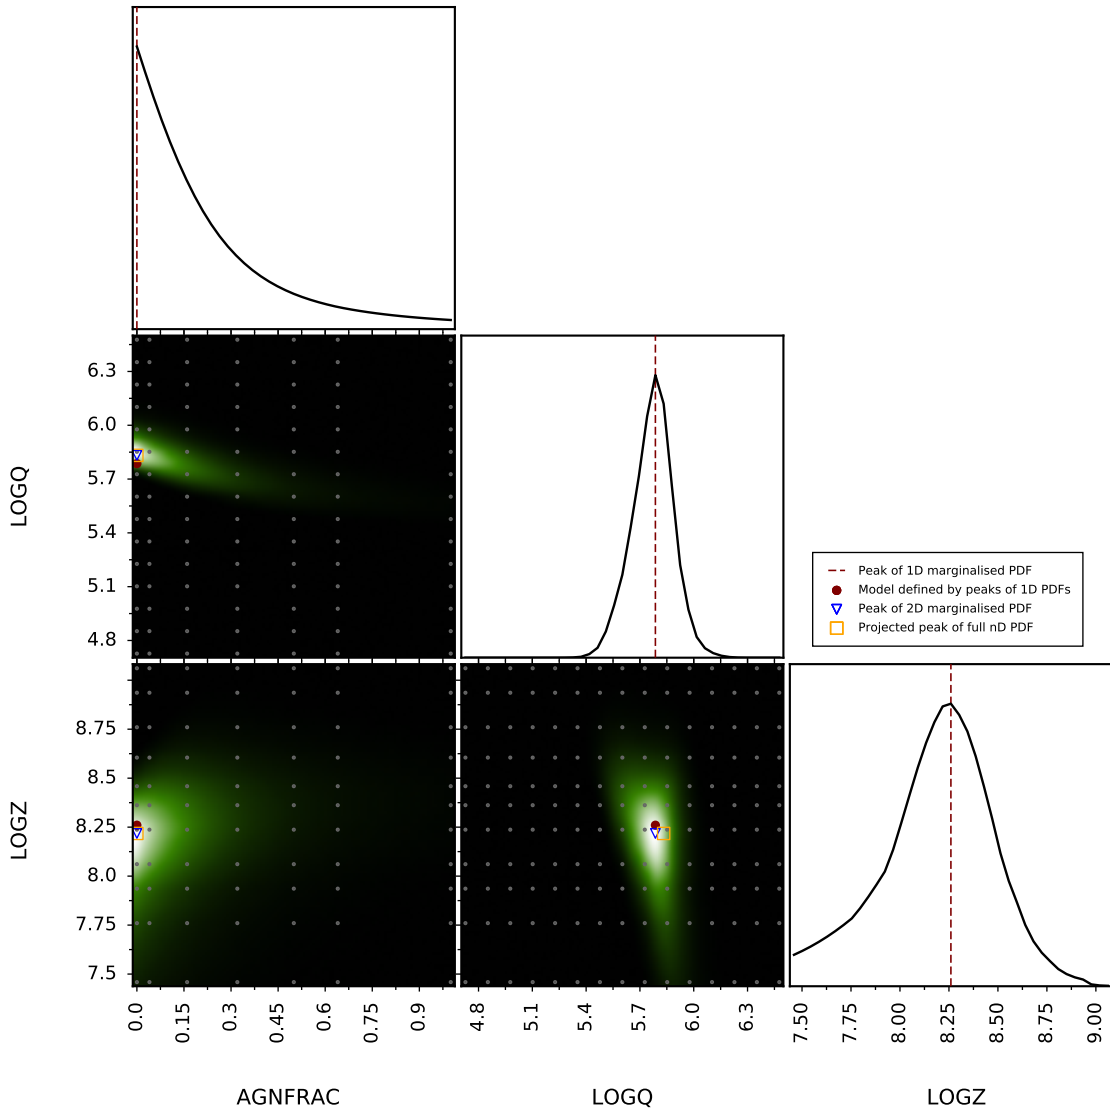 6.3
6.0
5.7
5.4
5.1
4.8
LOGQ
Peak of 1D marginalised PDF
Model defined by peaks of 1D PDFs
Peak of 2D marginalised PDF
Projected peak of full nD PDF
8.75
8.5
8.25
8.0
7.75
7.5
LOGZ
0.0 0.15 0.3 0.45 0.6 0.75 0.9
4.8 5.1 5.4 5.7 6.0 6.3
7.50 7.75 8.00 8.25 8.50 8.75 9.00
AGNFRAC LOGQ LOGZ